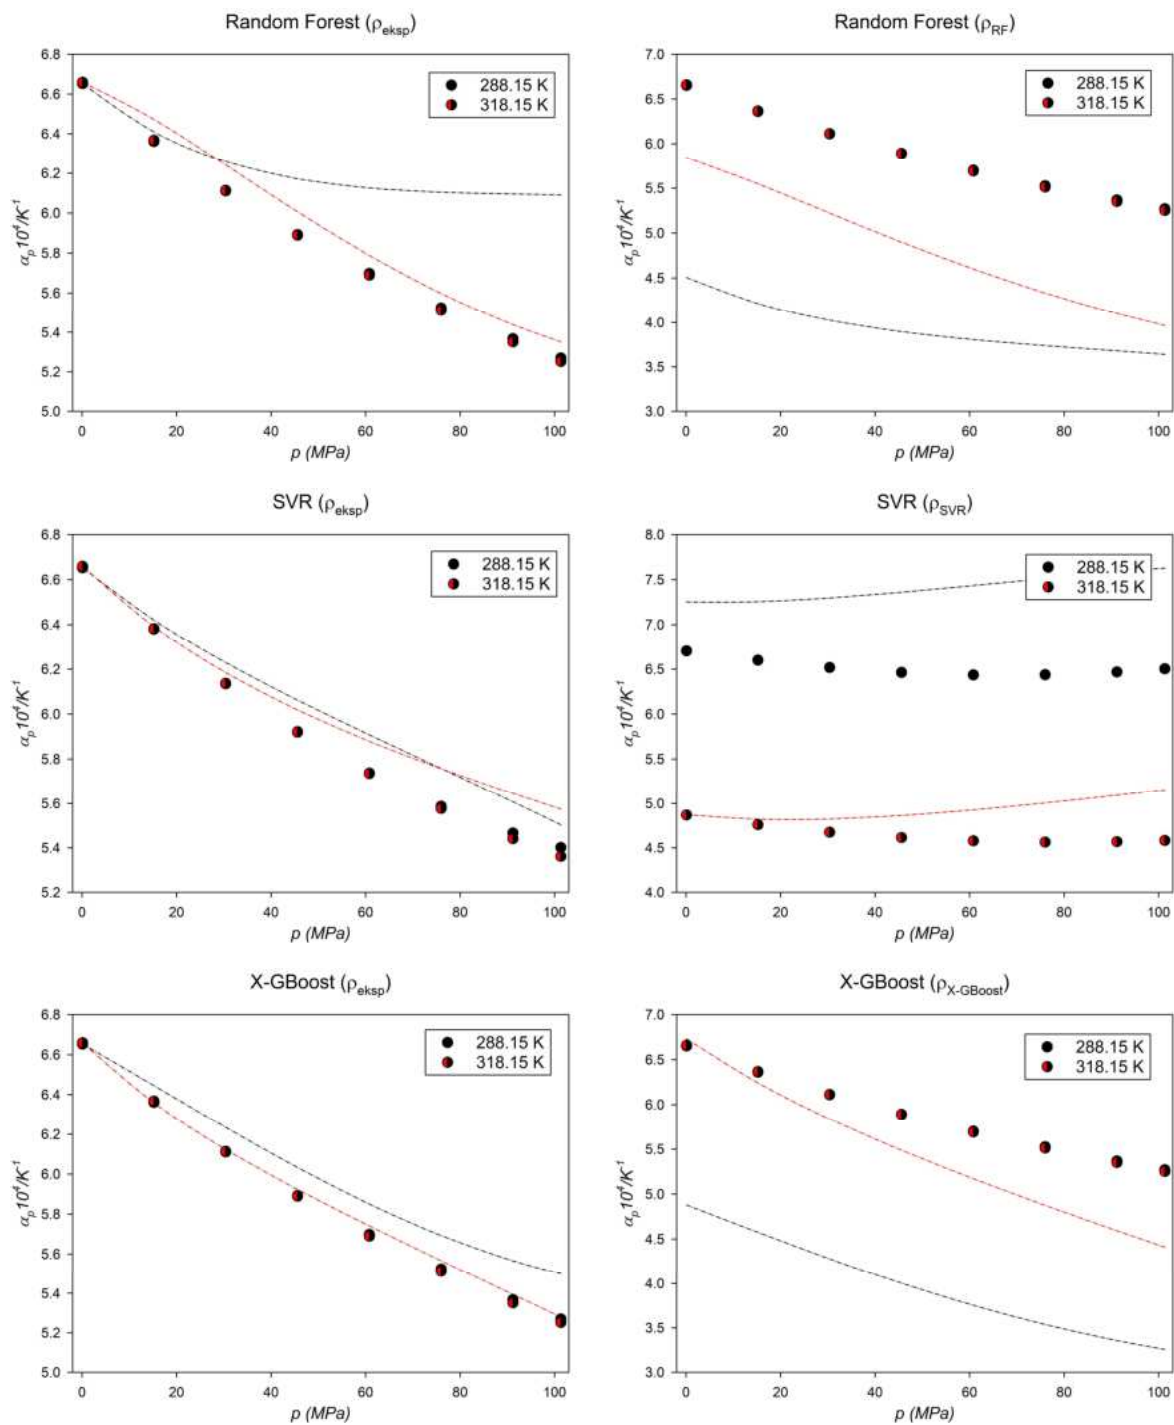 Random Forest (ρeksp)
6.8
6.6
6.4
6.2
6.0
5.8
5.6
5.4
5.2
5.0
αp10⁴/K⁻¹
288.15 K
318.15 K
0 20 40 60 80 100
p (MPa)
Random Forest (ρRF)
7.0
6.5
6.0
5.5
5.0
4.5
4.0
3.5
3.0
αp10⁴/K⁻¹
288.15 K
318.15 K
0 20 40 60 80 100
p (MPa)
SVR (ρeksp)
6.8
6.6
6.4
6.2
6.0
5.8
5.6
5.4
5.2
αp10⁴/K⁻¹
288.15 K
318.15 K
0 20 40 60 80 100
p (MPa)
SVR (ρSVR)
8.0
7.5
7.0
6.5
6.0
5.5
5.0
4.5
4.0
αp10⁴/K⁻¹
288.15 K
318.15 K
0 20 40 60 80 100
p (MPa)
X-GBoost (ρeksp)
6.8
6.6
6.4
6.2
6.0
5.8
5.6
5.4
5.2
5.0
αp10⁴/K⁻¹
288.15 K
318.15 K
0 20 40 60 80 100
p (MPa)
X-GBoost (ρX-GBoost)
7.0
6.5
6.0
5.5
5.0
4.5
4.0
3.5
3.0
αp10⁴/K⁻¹
288.15 K
318.15 K
0 20 40 60 80 100
p (MPa)